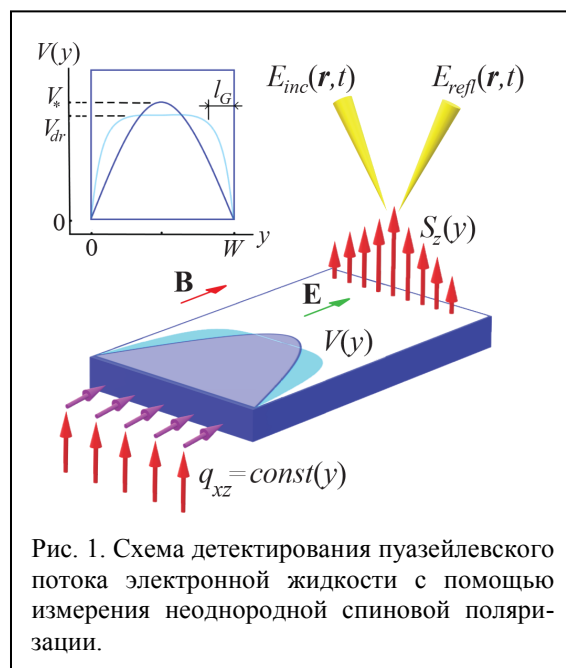 V(y)
V*
V_dr
l_G
0
0
W
y
E_inc(r,t)
E_refl(r,t)
S_z(y)
B
E
V(y)
q_xz=const(y)
Рис. 1. Схема детектирования пуазейлевского
потока электронной жидкости с помощью
измерения неоднородной спиновой поляри-
зации.